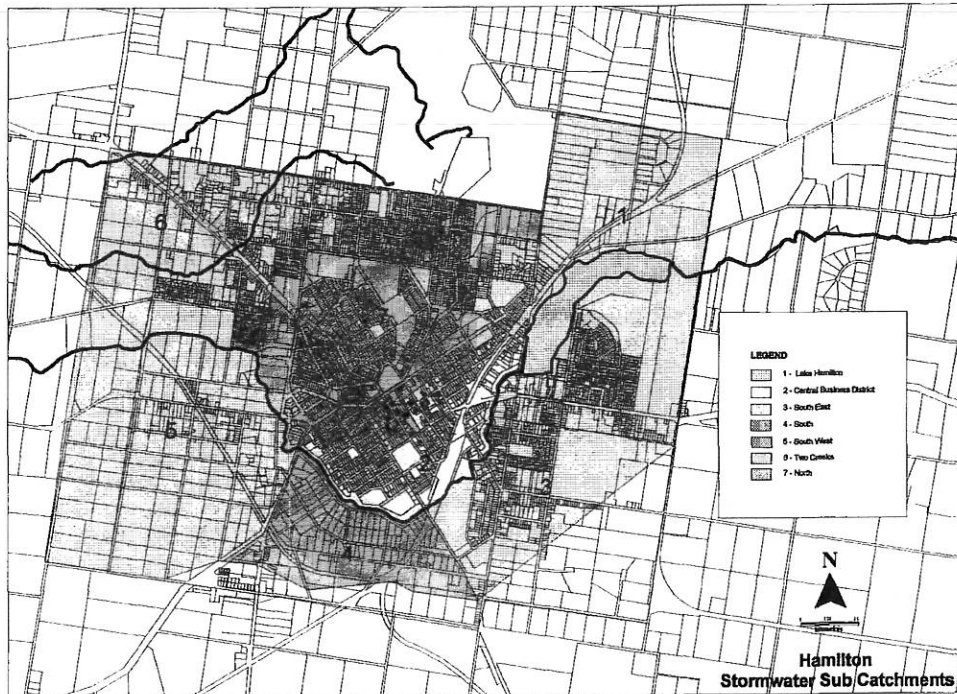 6
1
5
3
4
LEGEND
1 - Lake Hamilton
2 - Central Business District
3 - South East
4 - South
5 - South West
6 - Two Creeks
7 - North
N
Hamilton
Stormwater Sub Catchments